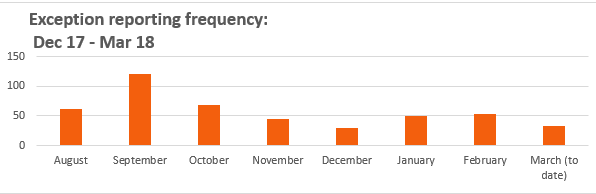 Exception reporting frequency:
Dec 17 - Mar 18
150
100
50
0
August September October November December January February March (to
date)